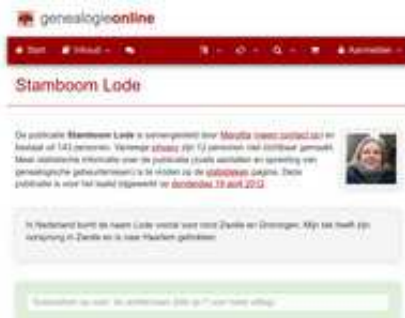 genealogieonline
Start Inhoud
Aanmelden
Stamboom Lode
De publicatie Stamboom Lode is samengesteld door (neem contact op) en
bestaat uit 143 personen. Vanwege privacy zijn 12 personen niet zichtbaar gemaakt.
Meer statistische informatie over de publicatie (zoals aantallen en spreiding van
genealogische gebeurtenissen) is te vinden op de statistieken pagina. Deze
publicatie is voor het laatst bijgewerkt op donderdag 19 april 2012.
In Nederland komt de naam Lode vooral voor rond Zwolle en Groningen. Mijn tak heeft zijn
oorsprong in Zwolle en is naar Haarlem getrokken.